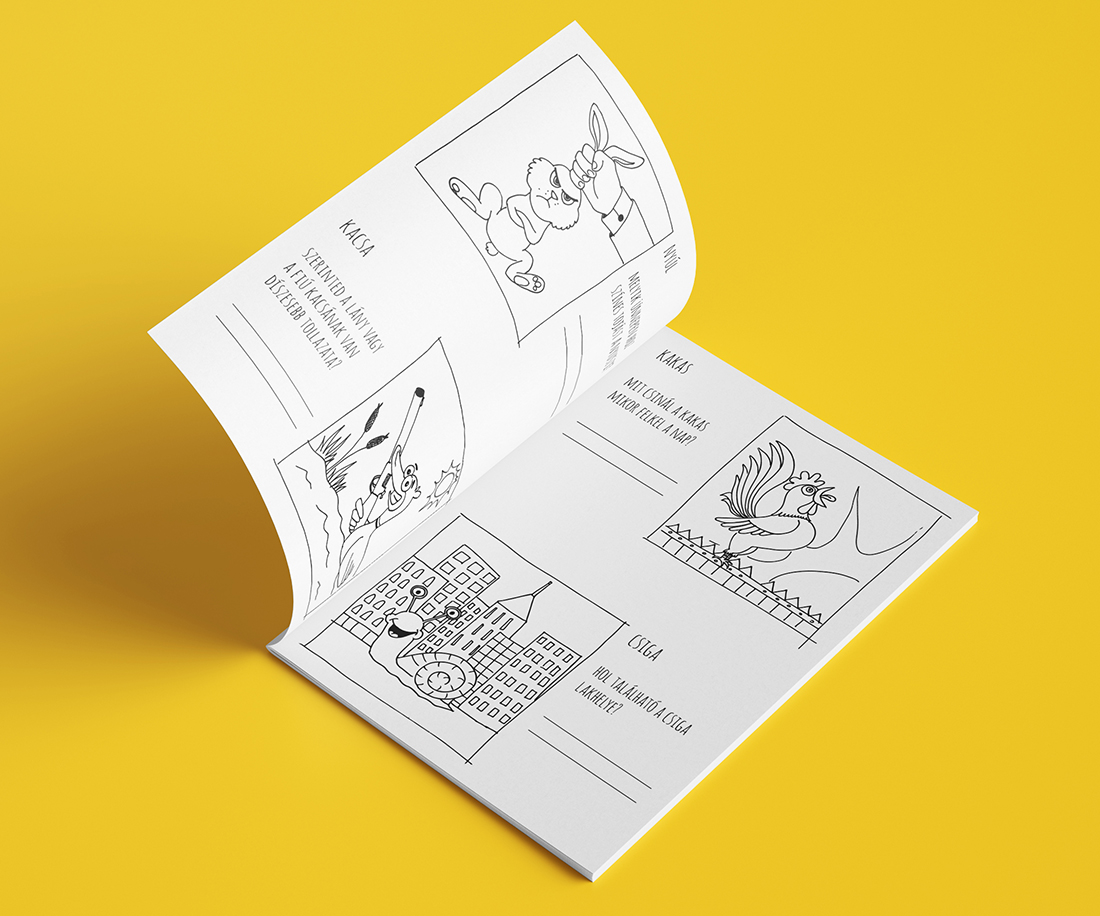 KACSA
SZERINTED A LÁNY VAGY
A FIÚ KACSÁNAK VAN
DÍSZESEBB TOLLAZATA?
NYÚL
KAKAS
MIT CSINÁL A KAKAS
MIKOR FELKEL A NAP?
CSIGA
HOL TALÁLHATÓ A CSIGA
LAKHELYE?